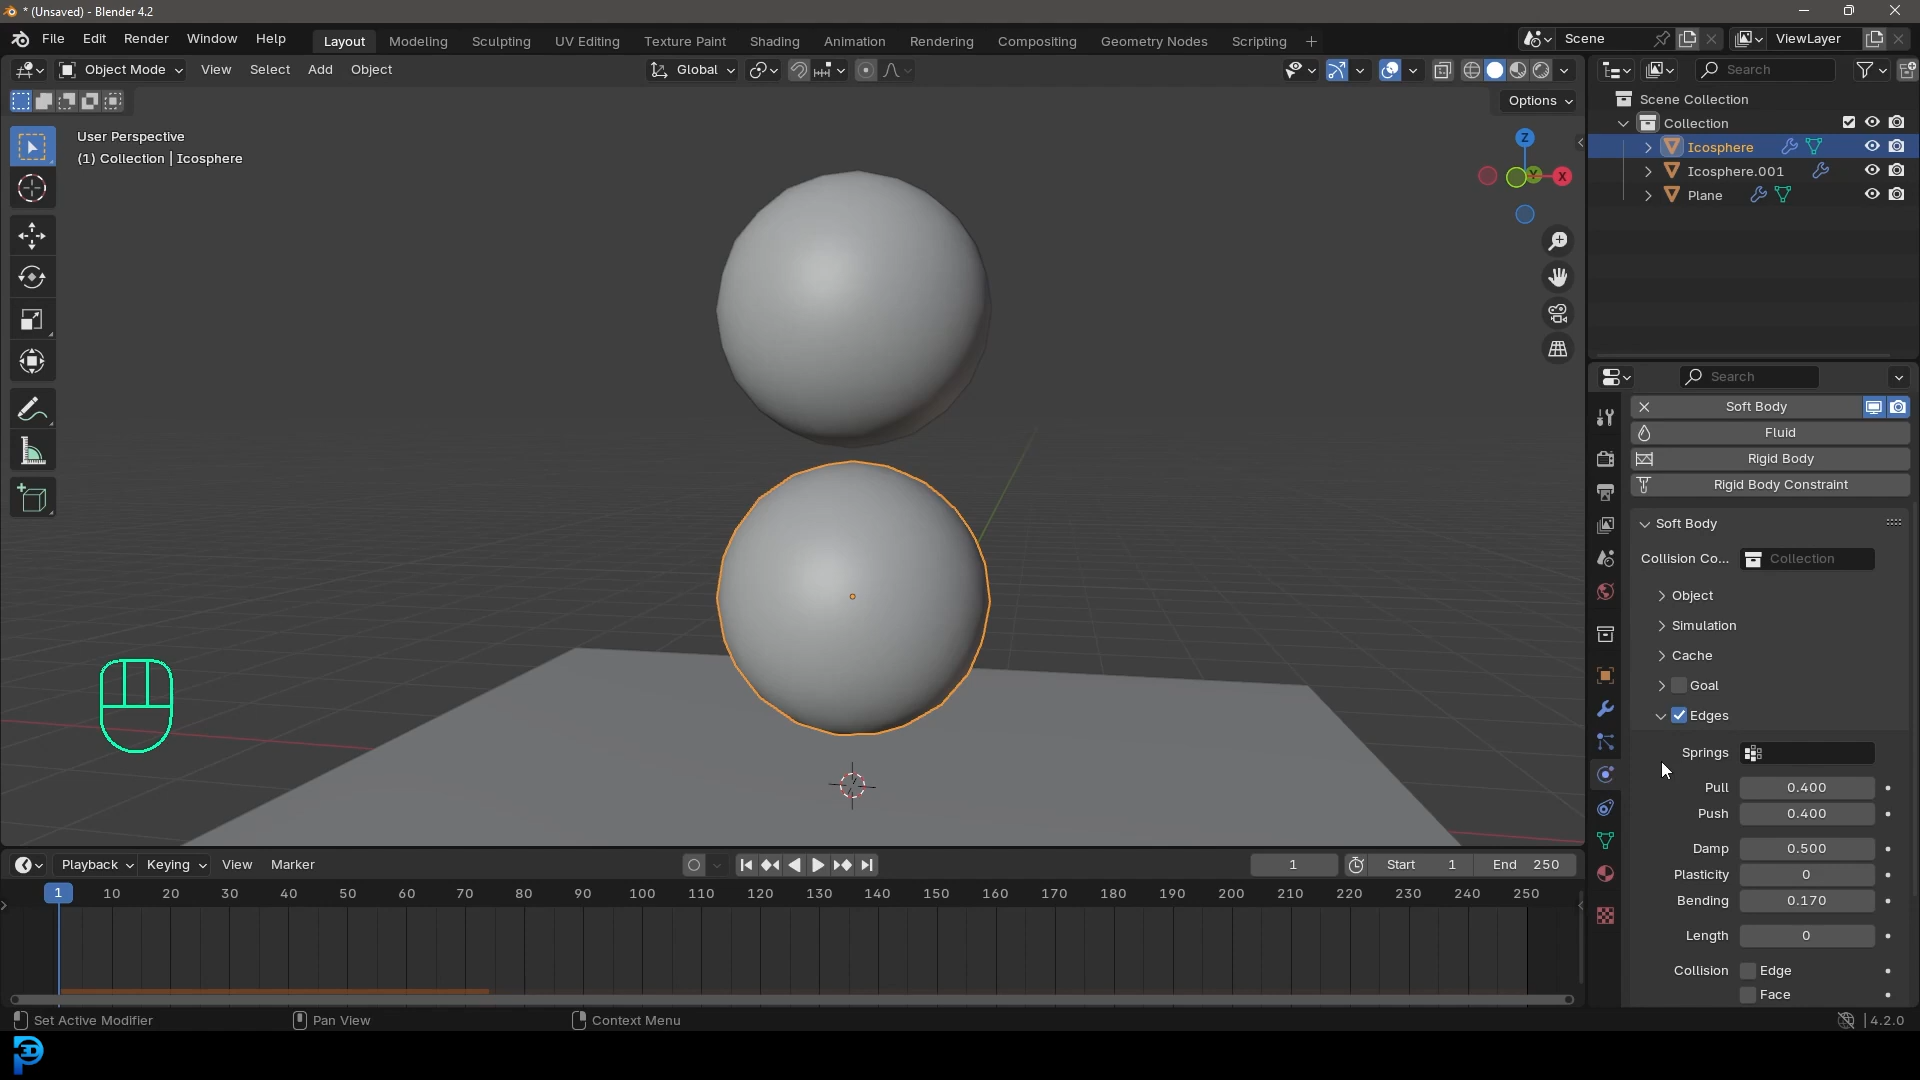 * (Unsaved) - Blender 4.2
File Edit Render Window Help Layout Modeling Sculpting UV Editing Texture Paint Shading Animation Rendering Compositing Geometry Nodes Scripting + Scene ViewLayer
Object Mode View Select Add Object Global Search
Options
User Perspective
(1) Collection | Icosphere
Z
Y
X
Scene Collection
Collection
Icosphere
Icosphere.001
Plane
Search
Soft Body
Fluid
Rigid Body
Rigid Body Constraint
Soft Body
Collision Co... Collection
Object
Simulation
Cache
Goal
Edges
Springs
Pull 0.400
Push 0.400
Damp 0.500
Plasticity 0
Bending 0.170
Length 0
Collision Edge
Face
Playback Keying View Marker 1 Start 1 End 250
1 10 20 30 40 50 60 70 80 90 100 110 120 130 140 150 160 170 180 190 200 210 220 230 240 250
Set Active Modifier Pan View Context Menu 4.2.0